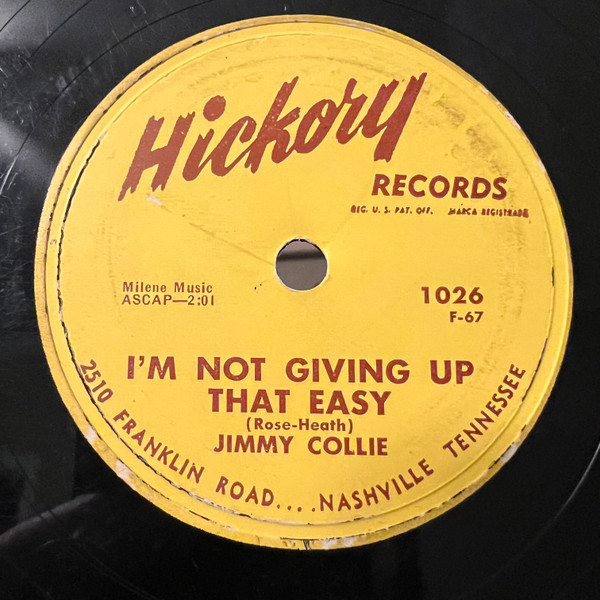 Hickory
RECORDS
REG. U. S. PAT. OFF. MARCA REGISTRADA
Milene Music
ASCAP—2:01
1026
F-67
I'M NOT GIVING UP
THAT EASY
(Rose-Heath)
JIMMY COLLIE
2510 FRANKLIN ROAD....NASHVILLE TENNESSEE